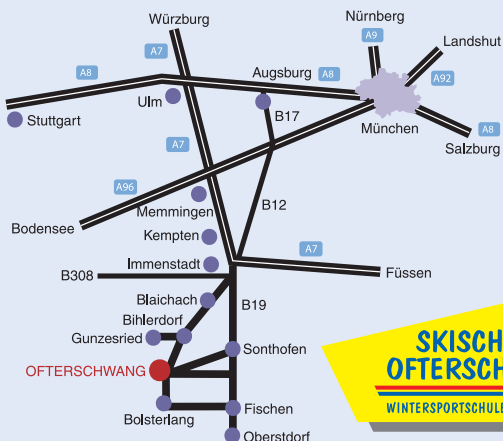 Würzburg
Nürnberg
Landshut
A7
A9
A8
Augsburg
A8
A92
Ulm
B17
Stuttgart
München
A8
Salzburg
A7
A96
Memmingen
B12
Bodensee
Kempten
Immenstadt
A7
B308
Füssen
Blaichach
B19
Bihlerdorf
Gunzesried
Sonthofen
OFTERSCHWANG
Bolsterlang
Fischen
Oberstdorf
SKISCH
OFTERSCH
WINTERSPORTSCHULE